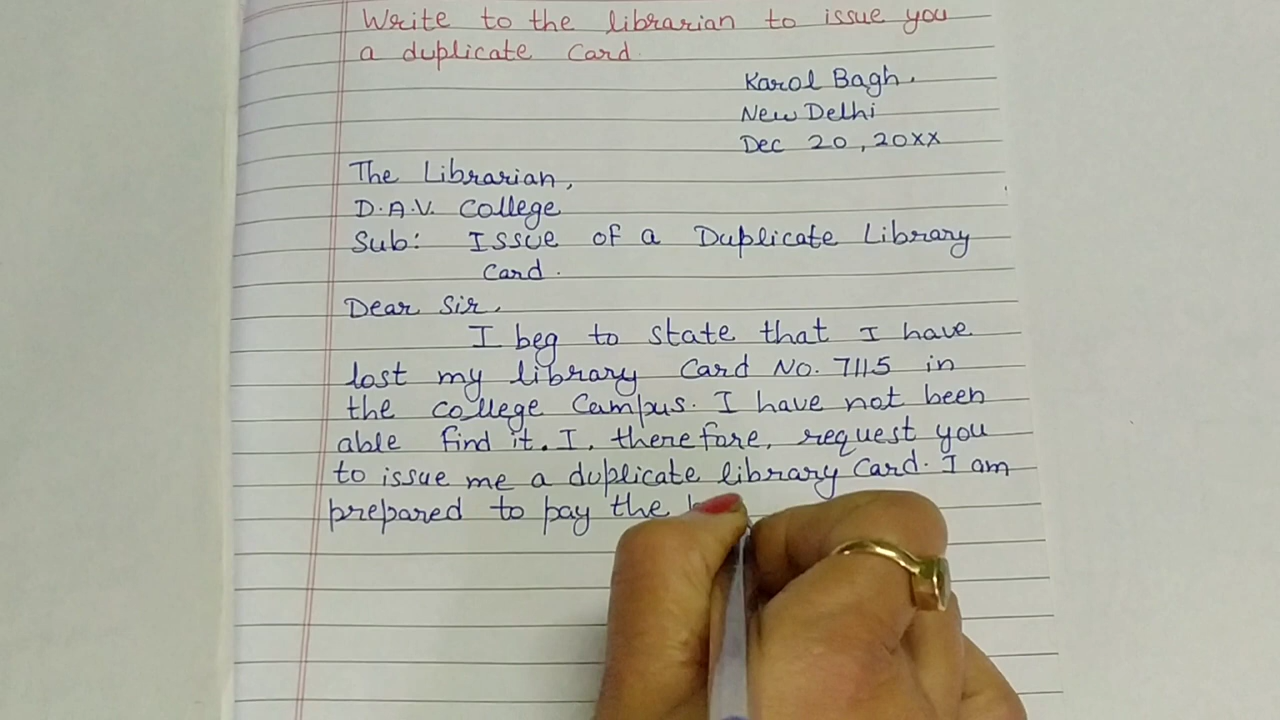 Write to the librarian to issue you
a duplicate card.
Karol Bagh.
New Delhi
Dec 20, 20XX
The Librarian,
D.A.V. College
Sub: Issue of a Duplicate Library
Card.
Dear Sir,
I beg to state that I have
lost my library Card No. 7115 in
the college Campus. I have not been
able find it. I, therefore, request you
to issue me a duplicate library card. I am
prepared to pay the